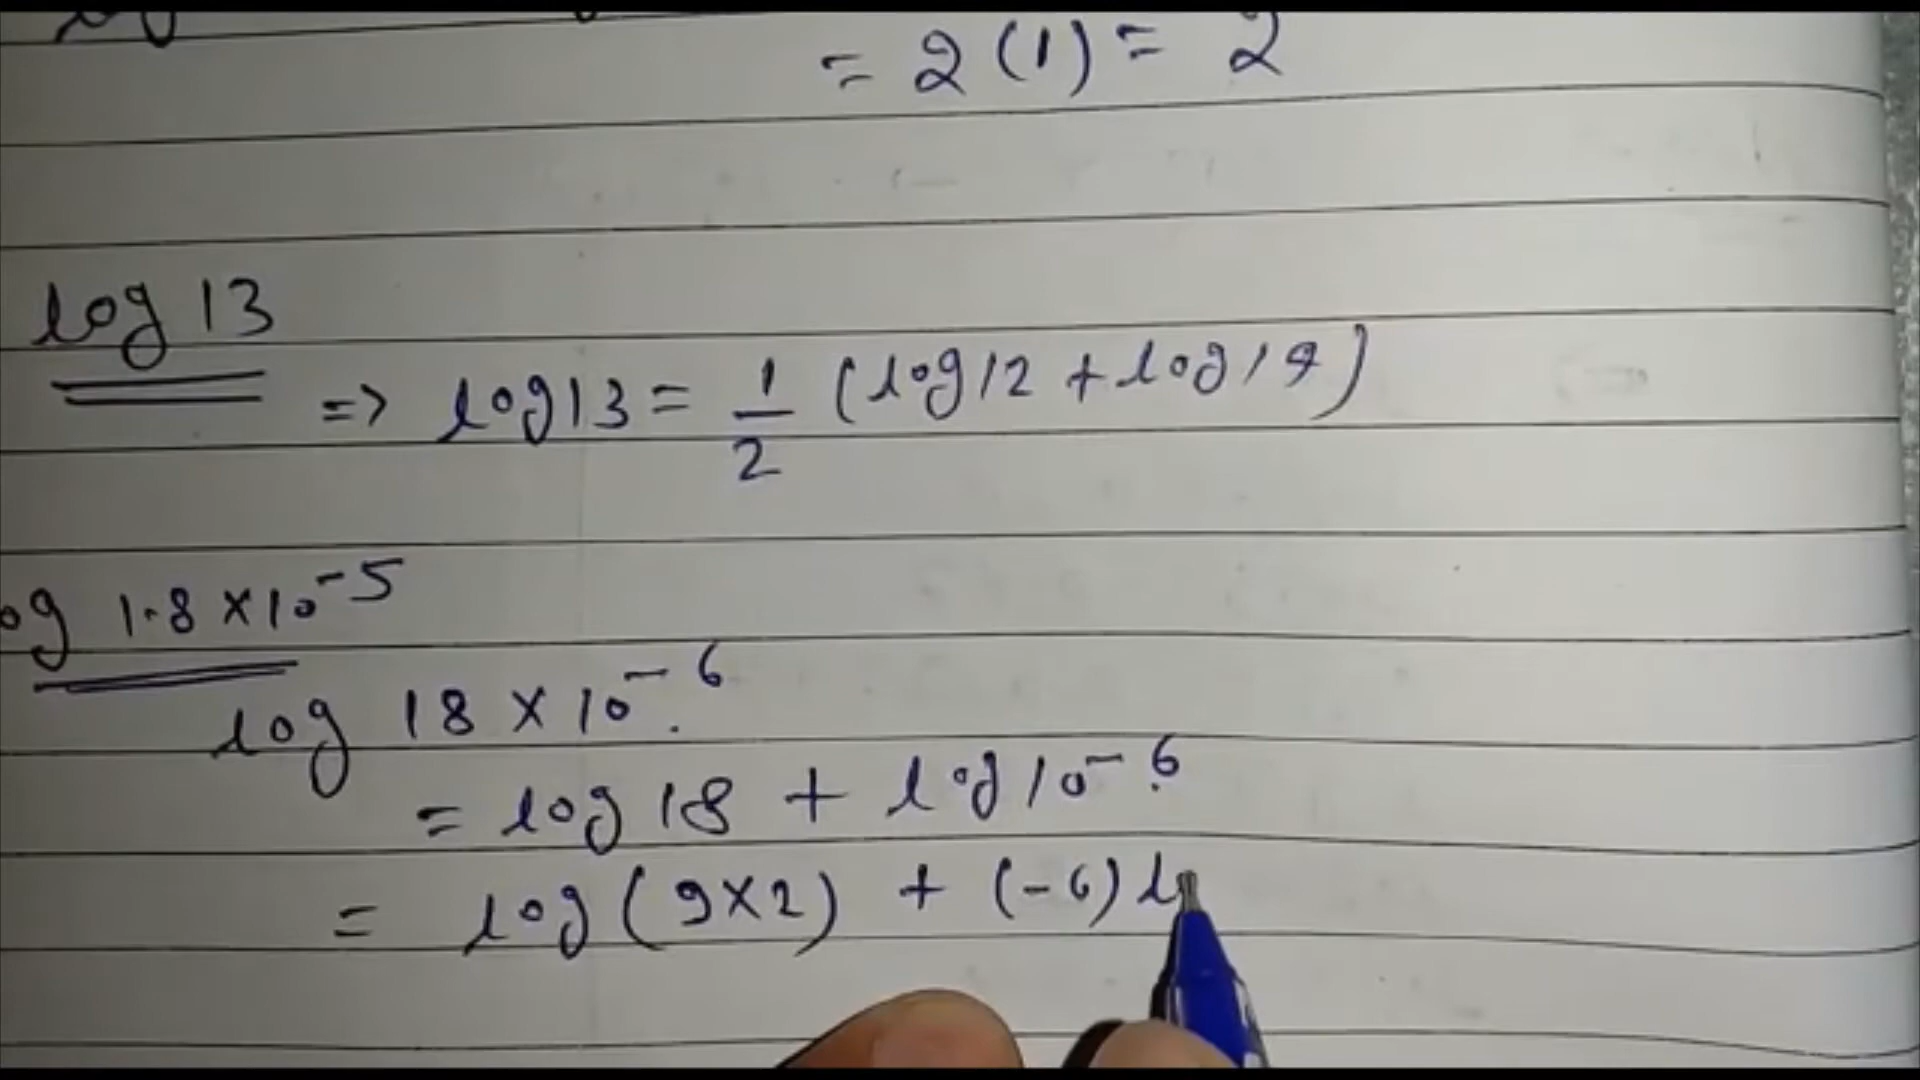 = 2 (1) = 2
log 13
=> log 13 = 1/2 (log 12 + log 19)
og 1.8 × 10⁻⁵
log 18 × 10⁻⁶.
= log 18 + log 10⁻⁶
= log (9×2) + (-6) l